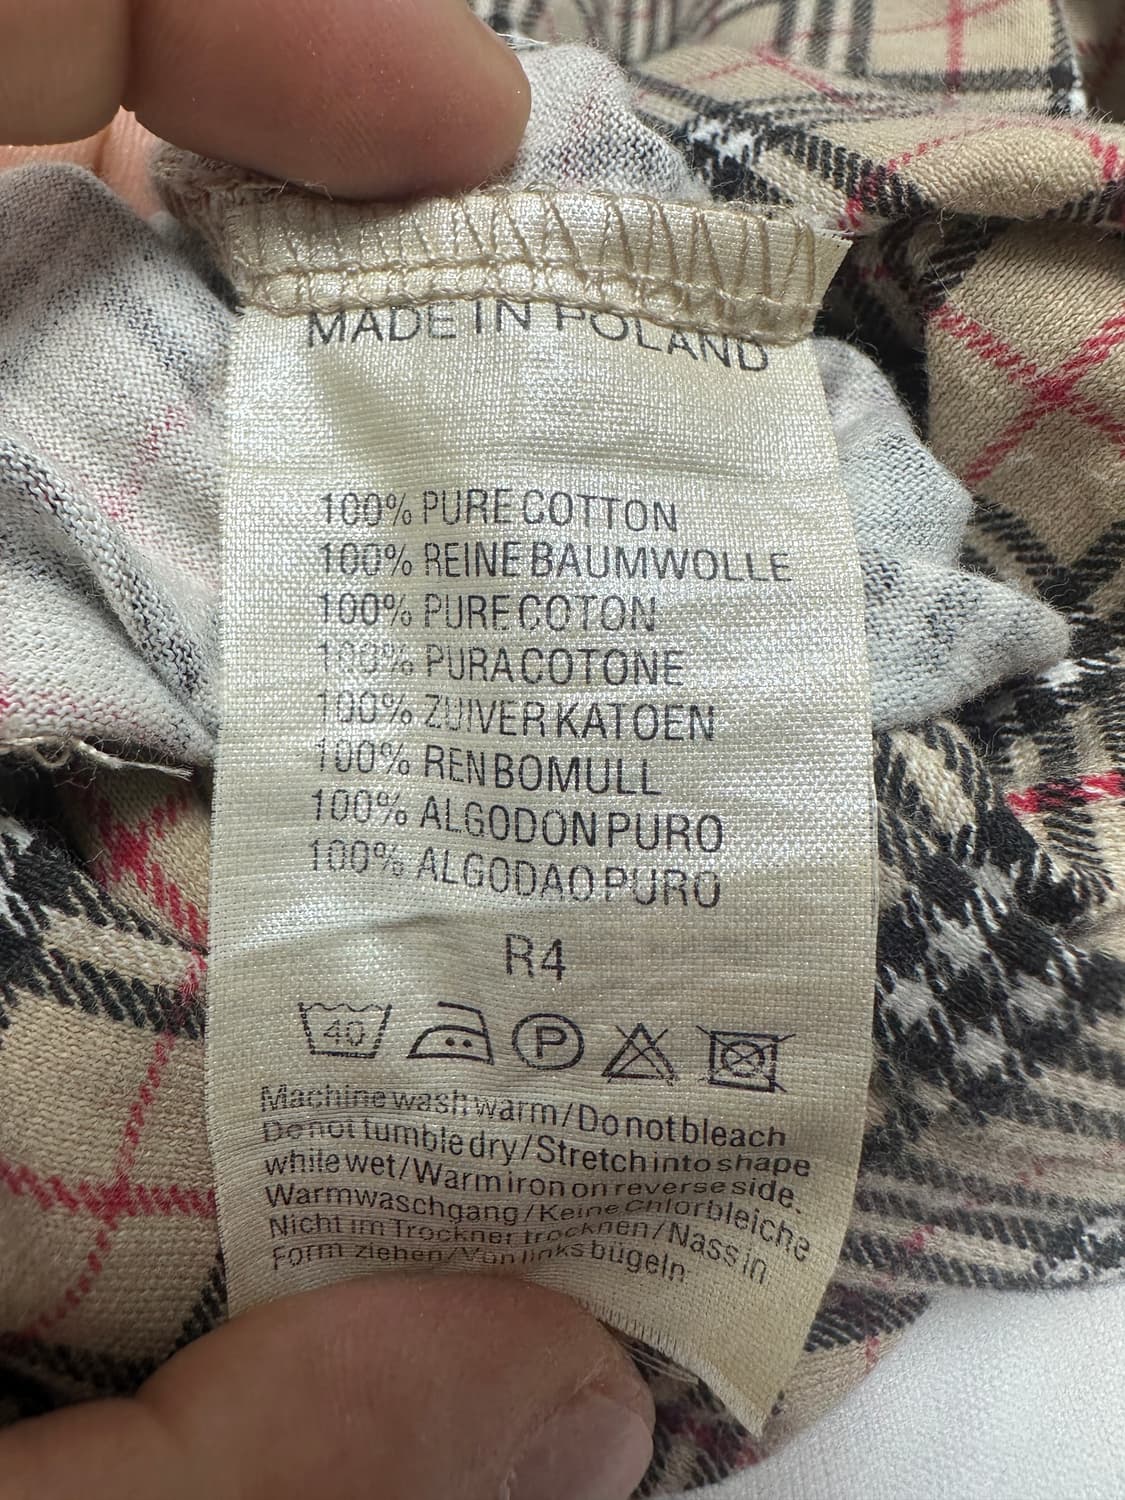 MADE IN POLAND
100% PURE COTTON
100% REINE BAUMWOLLE
100% PURE COTON
100% PURA COTONE
100% ZUIVER KATOEN
100% REN BOMULL
100% ALGODON PURO
100% ALGODAO PURO
R4
40 P
Machine wash warm/Do not bleach
Do not tumble dry/Stretch into shape
while wet/Warm iron on reverse side.
Warmwaschgang/Keine Chlorbleiche
Nicht im Trockner trocknen/Nass in
Form ziehen/Von links bügeln